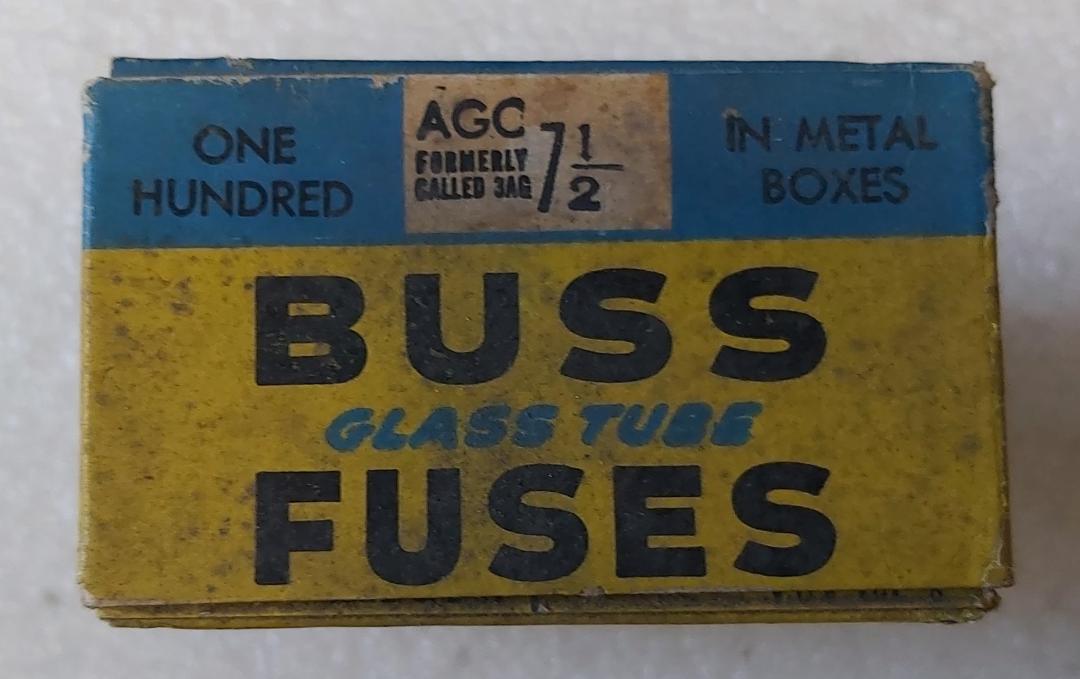 ONE
HUNDRED
AGC
FORMERLY
CALLED 3AG
7 1/2
IN METAL
BOXES
BUSS
GLASS TUBE
FUSES